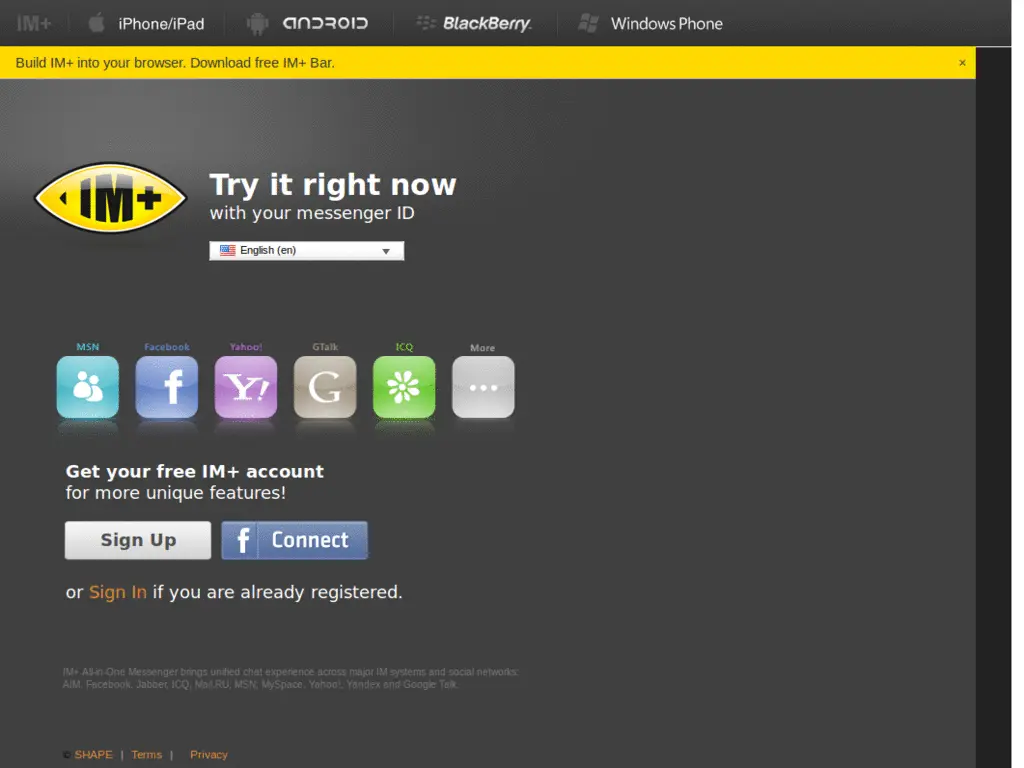 IM+
iPhone/iPad
ANDROID
BlackBerry.
Windows Phone
Build IM+ into your browser. Download free IM+ Bar.
×
IM+
Try it right now
with your messenger ID
English (en)
MSN
Facebook
Yahoo!
GTalk
ICQ
More
f
Y!
G
Get your free IM+ account
for more unique features!
Sign Up
f Connect
or Sign In if you are already registered.
IM+ All-in-One Messenger brings unified chat experience across major IM systems and social networks:
AIM, Facebook, Jabber, ICQ, Mail.RU, MSN, MySpace, Yahoo!, Yandex and Google Talk.
© SHAPE | Terms | Privacy